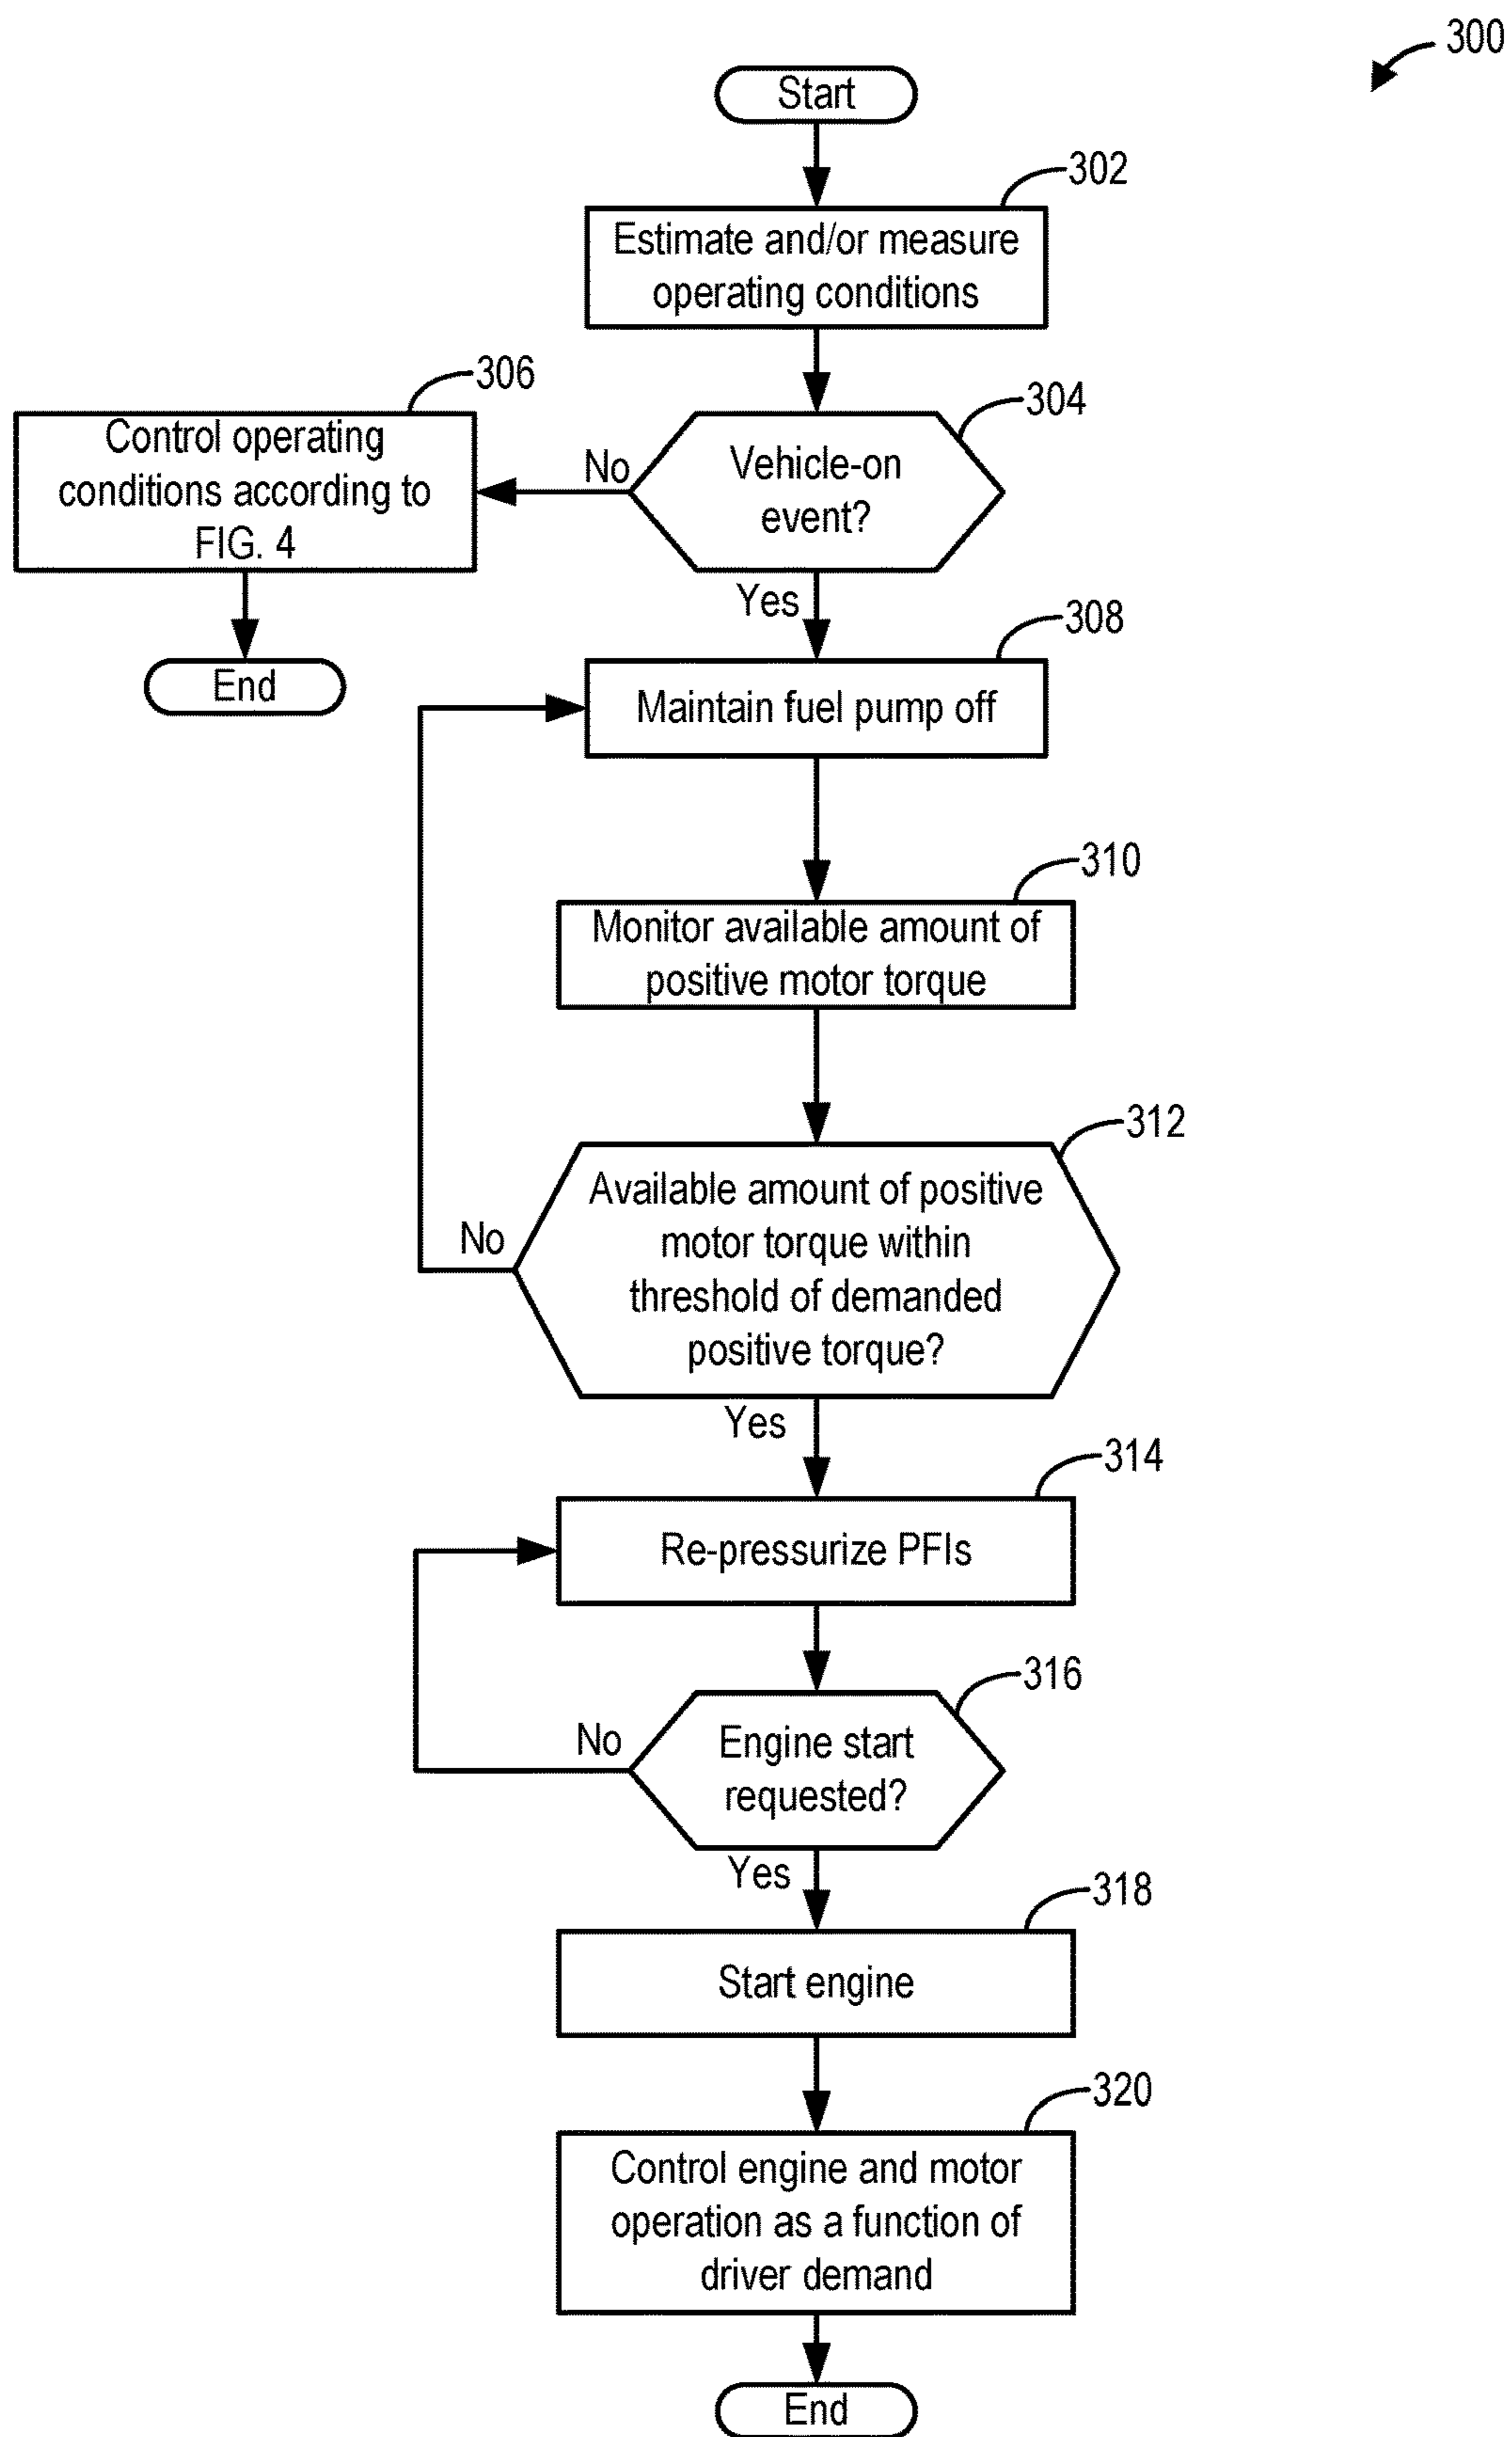 300
Start
302
Estimate and/or measure
operating conditions
306
304
Control operating
conditions according to
FIG. 4
No
Vehicle-on
event?
Yes
308
End
Maintain fuel pump off
310
Monitor available amount of
positive motor torque
312
Available amount of positive
motor torque within
threshold of demanded
positive torque?
No
Yes
314
Re-pressurize PFIs
316
No
Engine start
requested?
Yes
318
Start engine
320
Control engine and motor
operation as a function of
driver demand
End